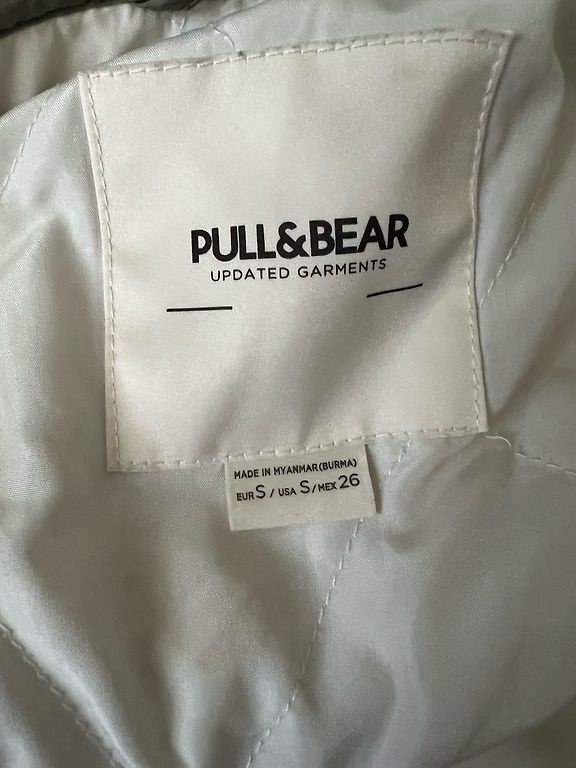 PULL&BEAR
UPDATED GARMENTS
MADE IN MYANMAR(BURMA)
EUR S / USA S / MEX 26